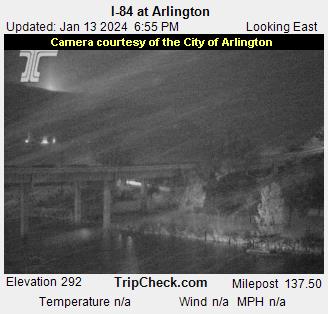 I-84 at Arlington
Updated: Jan 13 2024  6:55 PM Looking East
Camera courtesy of the City of Arlington
Elevation 292 TripCheck.com Milepost 137.50
Temperature n/a Wind n/a MPH n/a